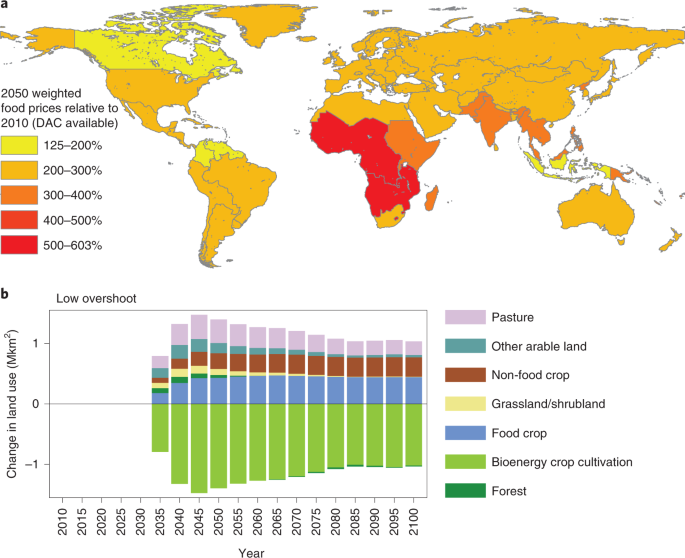 a
2050 weighted
food prices relative to
2010 (DAC available)
125–200%
200–300%
300–400%
400–500%
500–603%
b
Low overshoot
Change in land use (Mkm²)
1
0
–1
2010
2015
2020
2025
2030
2035
2040
2045
2050
2055
2060
2065
2070
2075
2080
2085
2090
2095
2100
Year
Pasture
Other arable land
Non-food crop
Grassland/shrubland
Food crop
Bioenergy crop cultivation
Forest